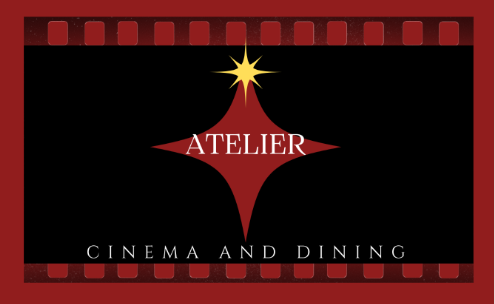 ATELIER
CINEMA AND DINING